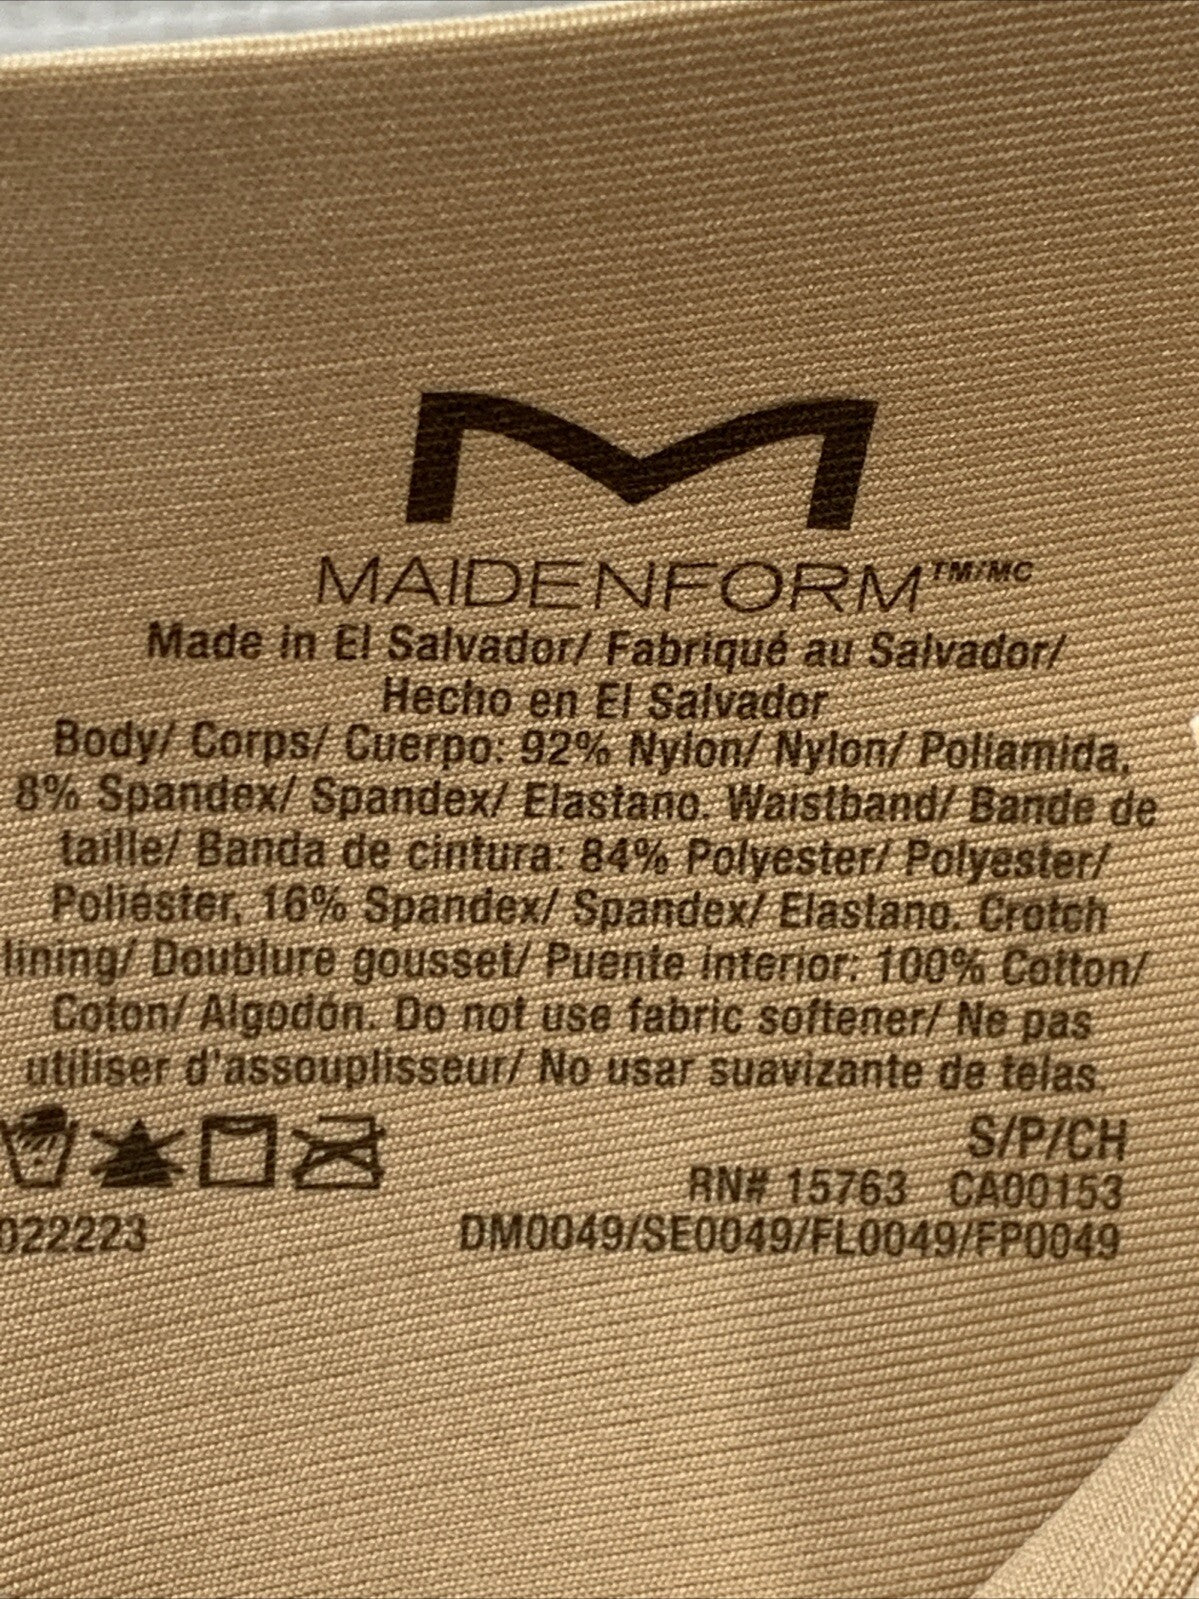 MAIDENFORM™/MC
Made in El Salvador/ Fabriqué au Salvador/
Hecho en El Salvador
Body/ Corps/ Cuerpo: 92% Nylon/ Nylon/ Poliamida,
8% Spandex/ Spandex/ Elastano. Waistband/ Bande de
taille/ Banda de cintura: 84% Polyester/ Polyester/
Poliéster, 16% Spandex/ Spandex/ Elastano. Crotch
lining/ Doublure gousset/ Puente interior: 100% Cotton/
Coton/ Algodón. Do not use fabric softener/ Ne pas
utiliser d'assouplisseur/ No usar suavizante de telas.
S/P/CH
RN# 15763 CA00153
022223 DM0049/SE0049/FL0049/FP0049